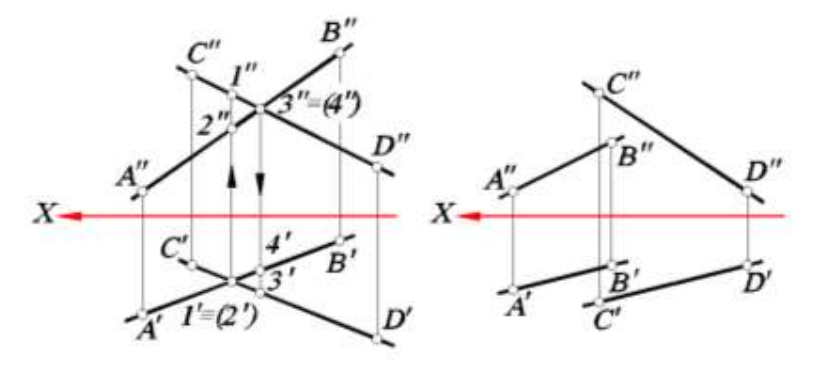 B"
C"
1"
3"=(4")
2"
A"
D"
X
C'
4'
B'
3'
A'
1'=(2')
D'
C"
B"
A"
D"
X
B'
A'
D'
C'